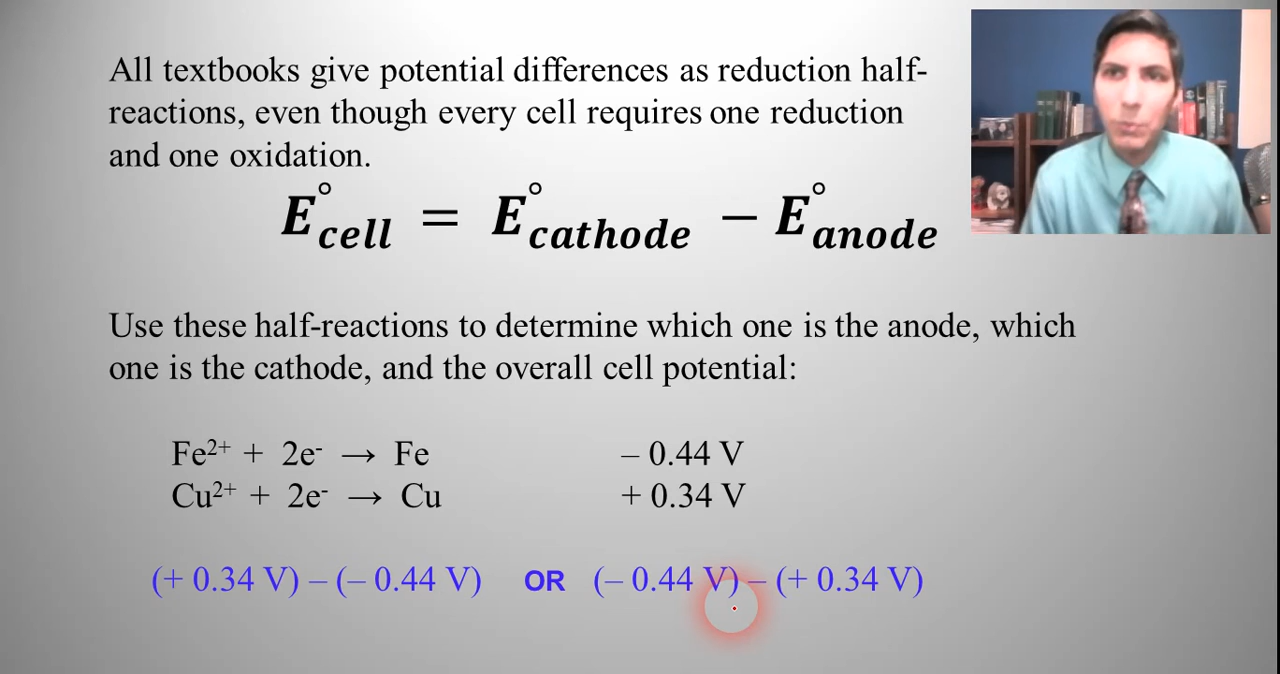 All textbooks give potential differences as reduction half-
reactions, even though every cell requires one reduction
and one oxidation.
E°cell = E°cathode − E°anode
Use these half-reactions to determine which one is the anode, which
one is the cathode, and the overall cell potential:
Fe²⁺ + 2e⁻ → Fe – 0.44 V
Cu²⁺ + 2e⁻ → Cu + 0.34 V
(+ 0.34 V) – (– 0.44 V) OR (– 0.44 V) – (+ 0.34 V)